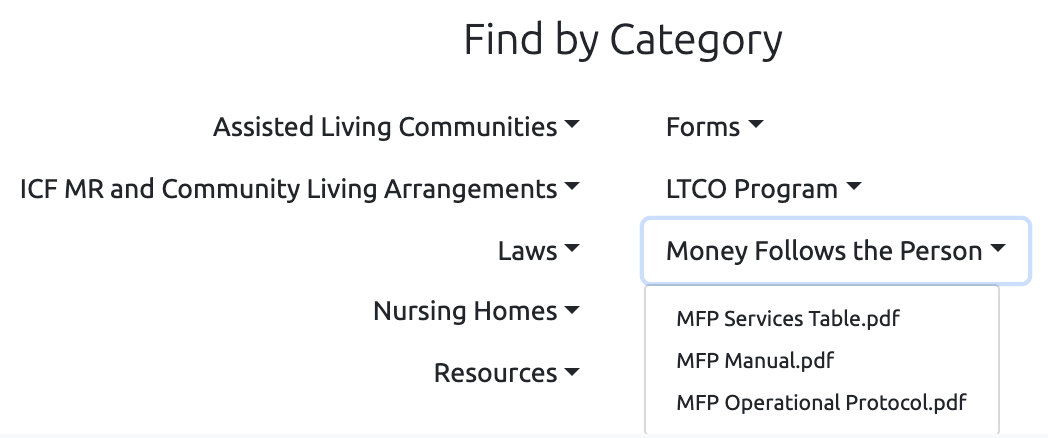 Find by Category
Assisted Living Communities
Forms
ICF MR and Community Living Arrangements
LTCO Program
Laws
Money Follows the Person
MFP Services Table.pdf
MFP Manual.pdf
MFP Operational Protocol.pdf
Nursing Homes
Resources